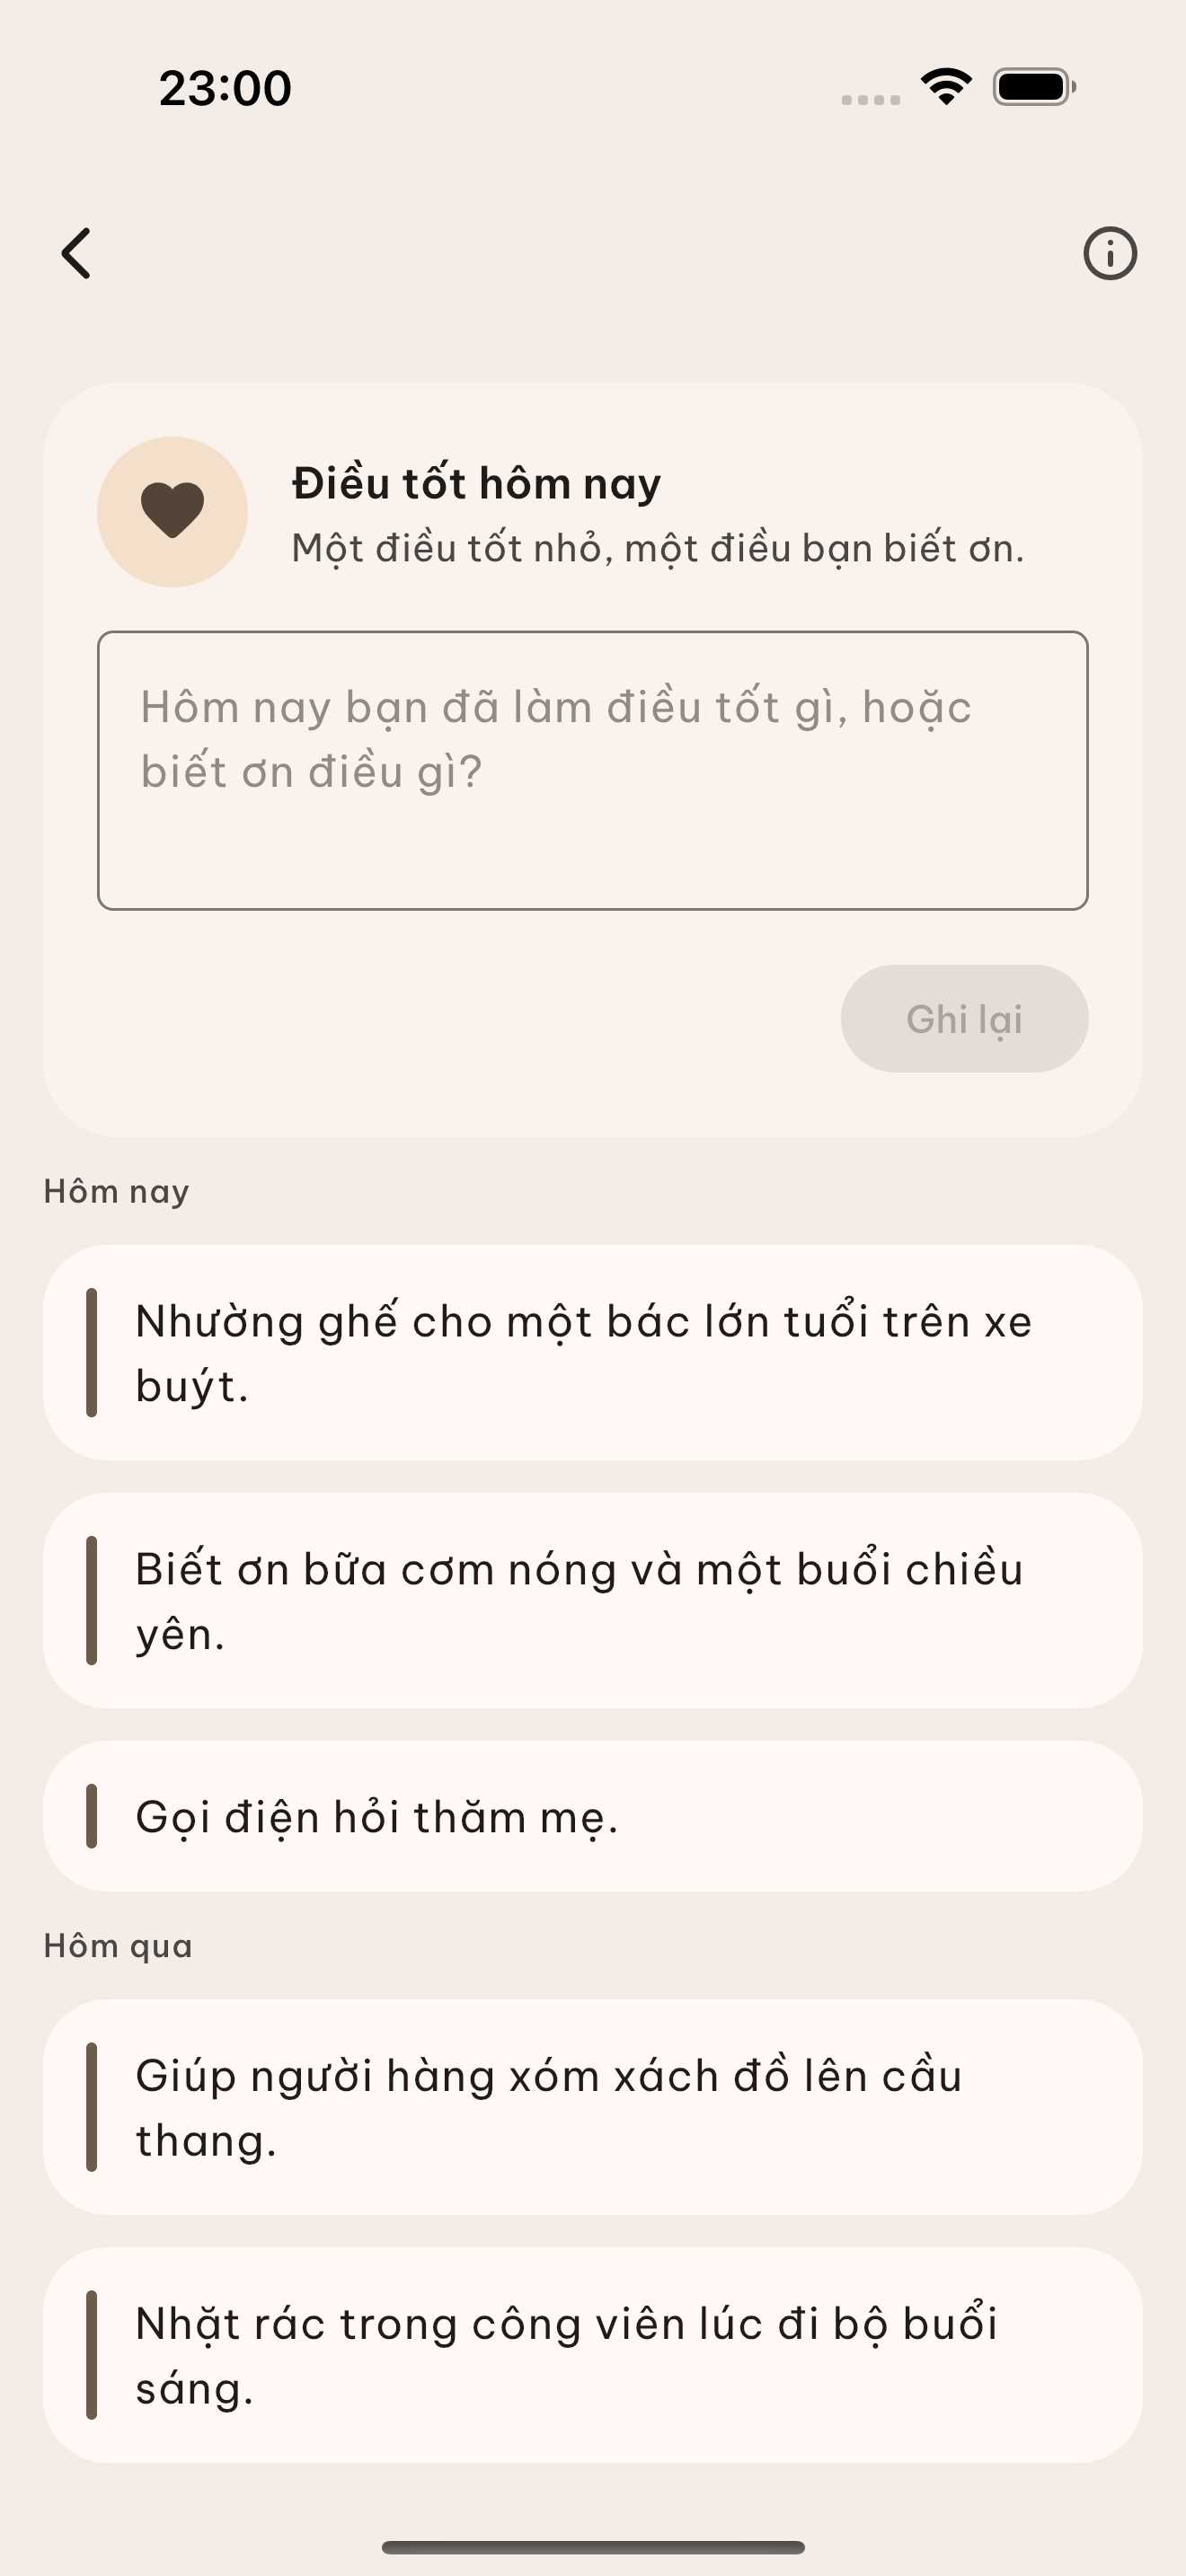 23:00
Điều tốt hôm nay
Một điều tốt nhỏ, một điều bạn biết ơn.
Hôm nay bạn đã làm điều tốt gì, hoặc
biết ơn điều gì?
Ghi lại
Hôm nay
Nhường ghế cho một bác lớn tuổi trên xe
buýt.
Biết ơn bữa cơm nóng và một buổi chiều
yên.
Gọi điện hỏi thăm mẹ.
Hôm qua
Giúp người hàng xóm xách đồ lên cầu
thang.
Nhặt rác trong công viên lúc đi bộ buổi
sáng.